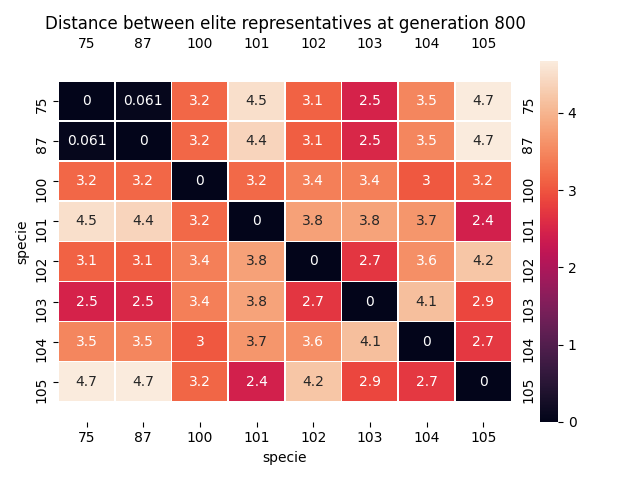 Distance between elite representatives at generation 800
75 87 100 101 102 103 104 105
75 0 0.061 3.2 4.5 3.1 2.5 3.5 4.7 75
87 0.061 0 3.2 4.4 3.1 2.5 3.5 4.7 87
100 3.2 3.2 0 3.2 3.4 3.4 3 3.2 100
101 4.5 4.4 3.2 0 3.8 3.8 3.7 2.4 101
102 3.1 3.1 3.4 3.8 0 2.7 3.6 4.2 102
103 2.5 2.5 3.4 3.8 2.7 0 4.1 2.9 103
104 3.5 3.5 3 3.7 3.6 4.1 0 2.7 104
105 4.7 4.7 3.2 2.4 4.2 2.9 2.7 0 105
75 87 100 101 102 103 104 105
specie
specie
4
3
2
1
0